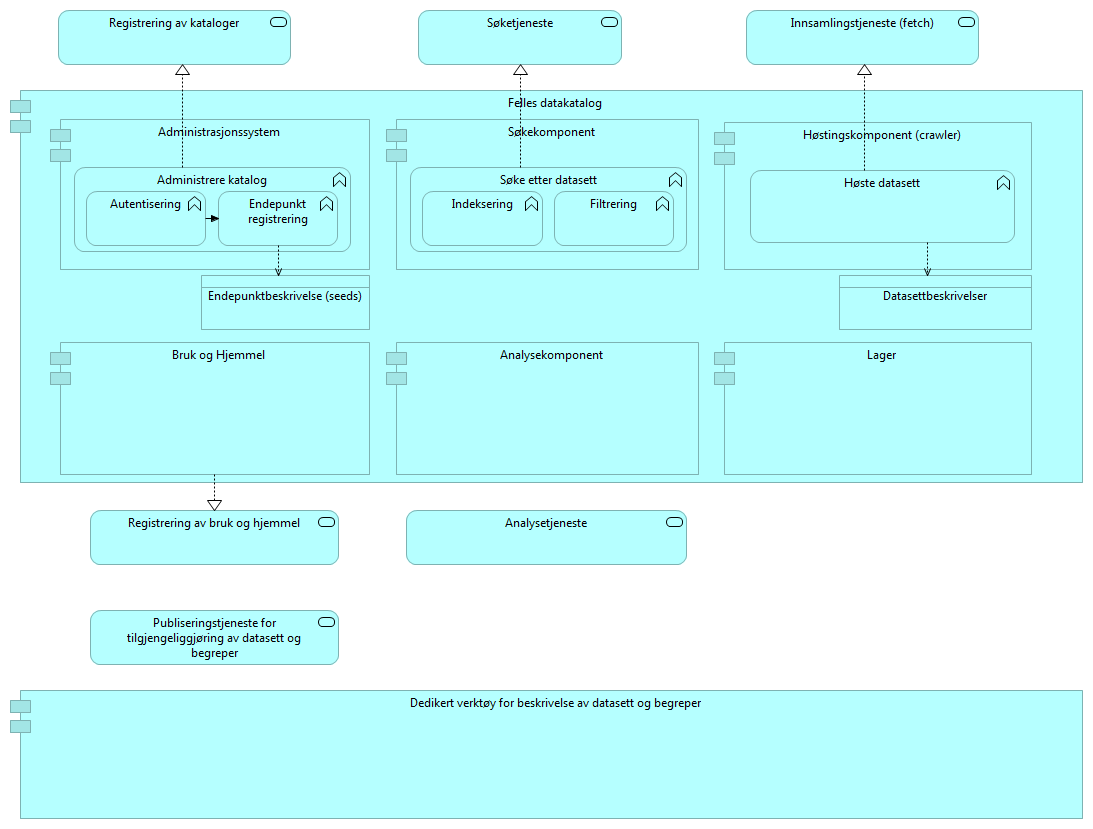 Registrering av kataloger
Søketjeneste
Innsamlingstjeneste (fetch)
Felles datakatalog
Administrasjonssystem
Søkekomponent
Høstingskomponent (crawler)
Administrere katalog
Søke etter datasett
Høste datasett
Autentisering
Endepunkt
registrering
Indeksering
Filtrering
Endepunktbeskrivelse (seeds)
Datasettbeskrivelser
Bruk og Hjemmel
Analysekomponent
Lager
Registrering av bruk og hjemmel
Analysetjeneste
Publiseringstjeneste for
tilgjengeliggjøring av datasett og
begreper
Dedikert verktøy for beskrivelse av datasett og begreper